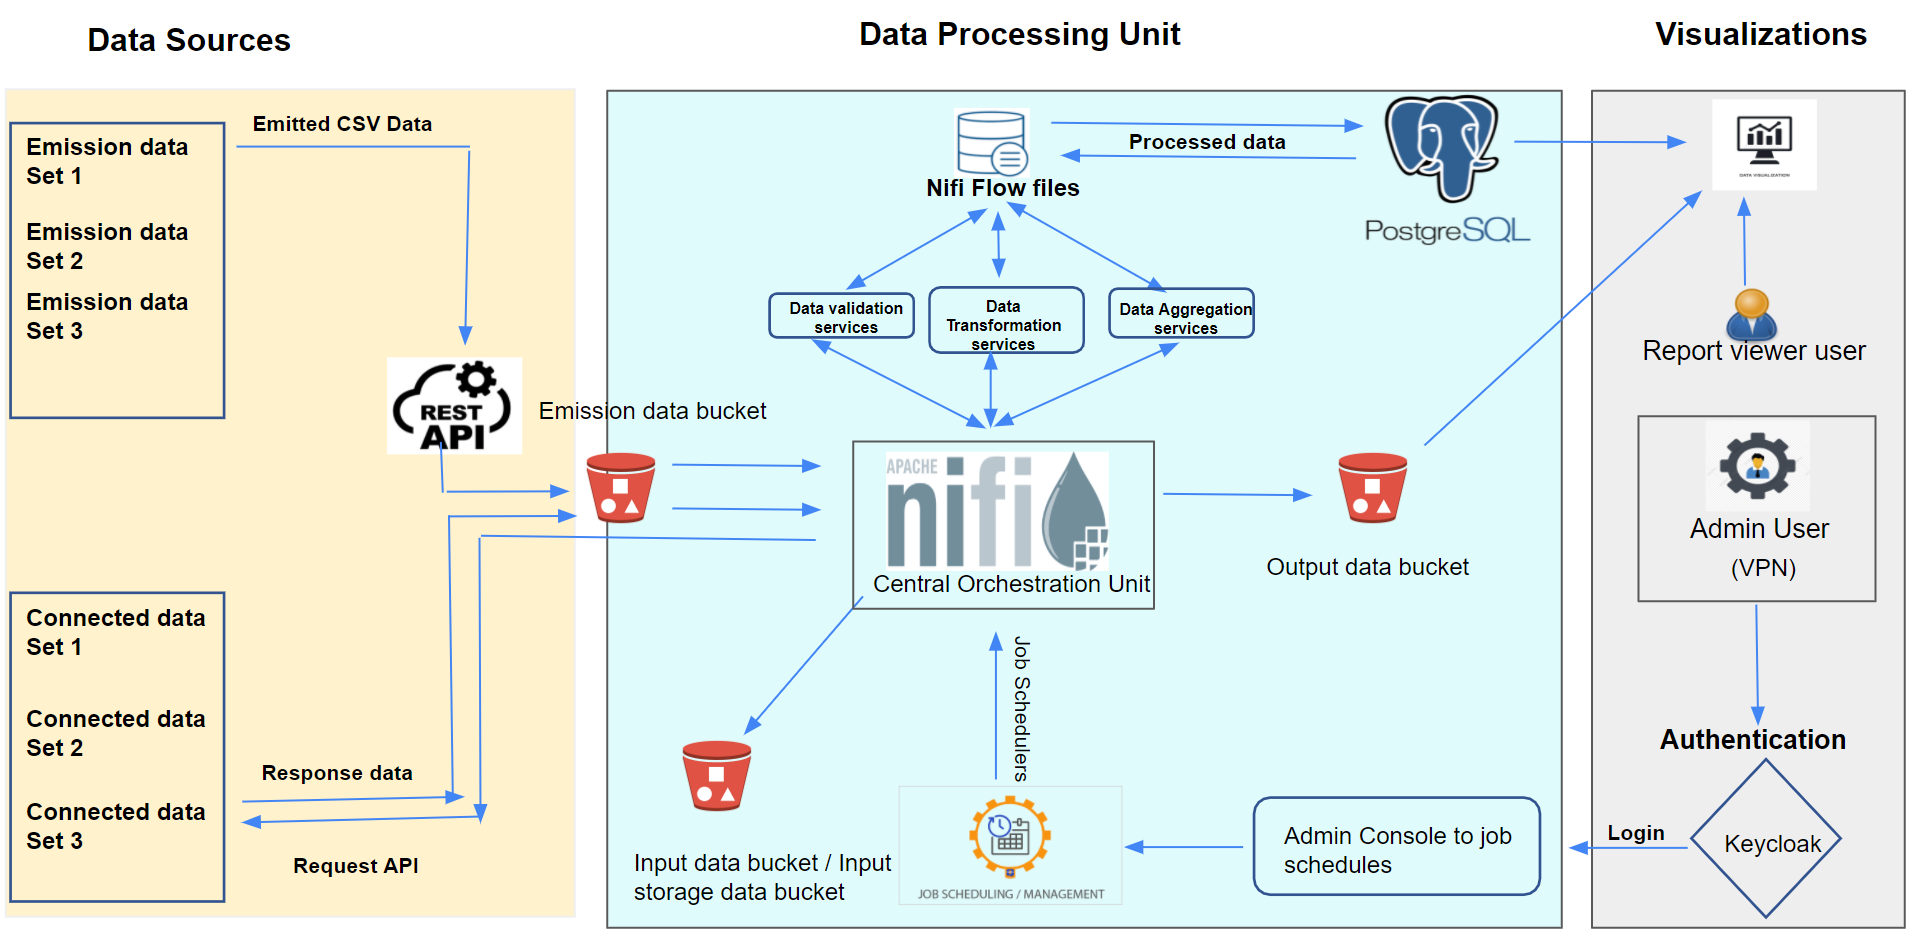 Data Sources
Data Processing Unit
Visualizations
Emitted CSV Data
Emission data
Set 1
Emission data
Set 2
Emission data
Set 3
REST
API
Emission data bucket
Connected data
Set 1
Connected data
Set 2
Connected data
Set 3
Response data
Request API
Nifi Flow files
Processed data
PostgreSQL
Data validation
services
Data
Transformation
services
Data Aggregation
services
APACHE
nifi
Central Orchestration Unit
Output data bucket
Job Schedulers
Input data bucket / Input
storage data bucket
JOB SCHEDULING / MANAGEMENT
Admin Console to job
schedules
DATA VISUALIZATION
Report viewer user
Admin User
(VPN)
Authentication
Keycloak
Login